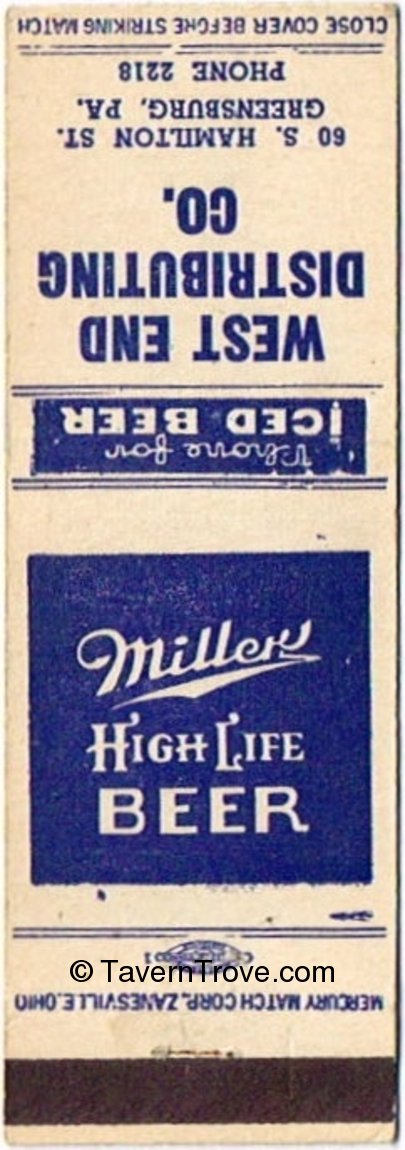 CLOSE COVER BEFORE STRIKING MATCH
PHONE 2218
60 S. HAMILTON ST.
GREENSBURG, PA.
WEST END
DISTRIBUTING
CO.
Phone for
ICED BEER
Miller
HIGH LIFE
BEER
© TavernTrove.com
MERCURY MATCH CORP., ZANESVILLE, OHIO